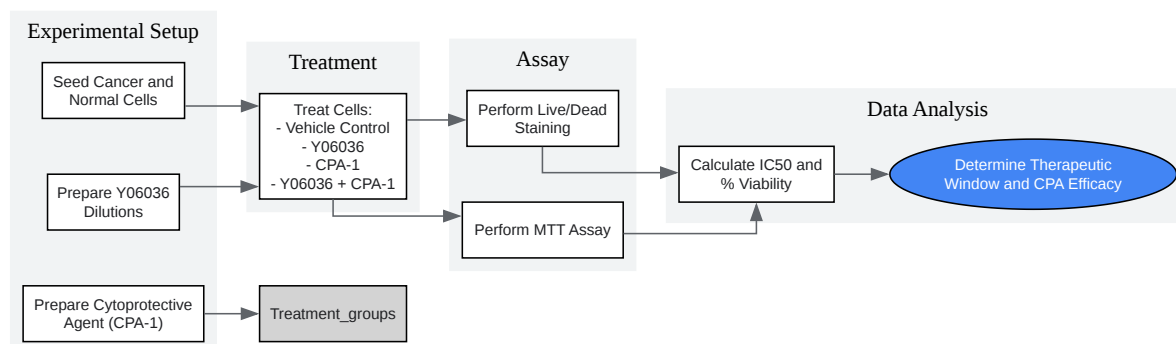 Experimental Setup
Seed Cancer and
Normal Cells
Prepare Y06036
Dilutions
Prepare Cytoprotective
Agent (CPA-1)
Treatment
Treat Cells:
- Vehicle Control
- Y06036
- CPA-1
- Y06036 + CPA-1
Treatment_groups
Assay
Perform Live/Dead
Staining
Perform MTT Assay
Data Analysis
Calculate IC50 and
% Viability
Determine Therapeutic
Window and CPA Efficacy